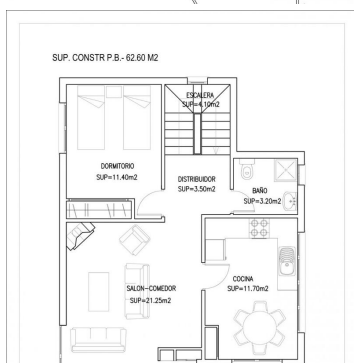 SUP. CONSTR P.B.- 62.60 M2
ESCALERA
SUP=4.10m2
DORMITORIO
SUP=11.40m2
DISTRIBUIDOR
SUP=3.50m2
BAÑO
SUP=3.20m2
SALON-COMEDOR
SUP=21.25m2
COCINA
SUP=11.70m2